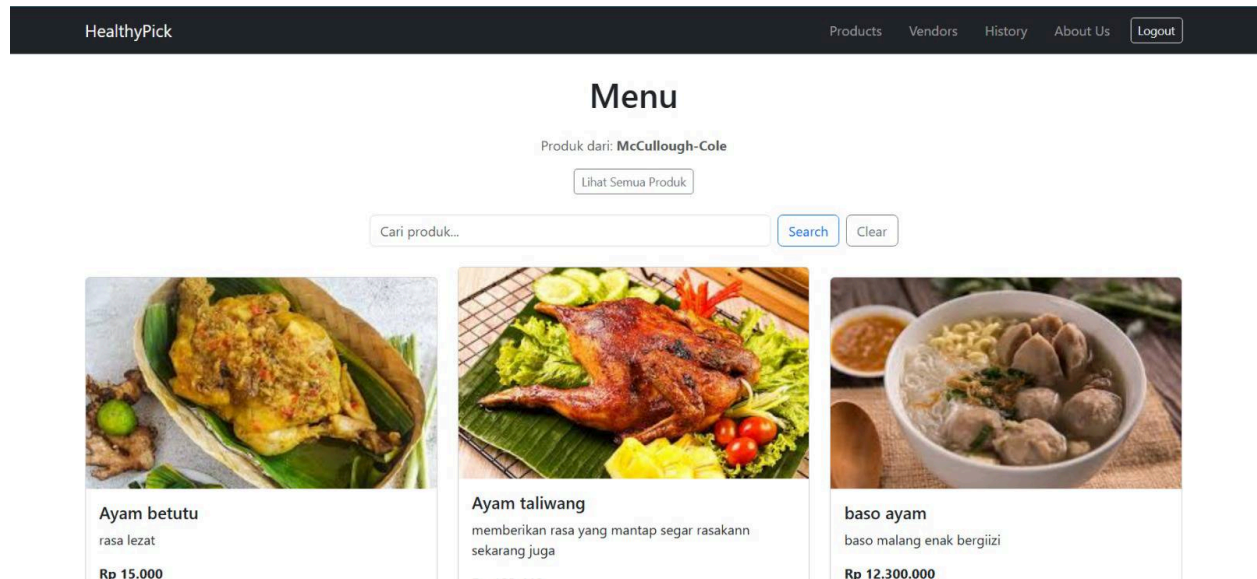 HealthyPick
Products Vendors History About Us Logout
Menu
Produk dari: McCullough-Cole
Lihat Semua Produk
Cari produk...
Search
Clear
Ayam betutu
rasa lezat
Rp 15.000
Ayam taliwang
memberikan rasa yang mantap segar rasakann
sekarang juga
baso ayam
baso malang enak bergiizi
Rp 12.300.000